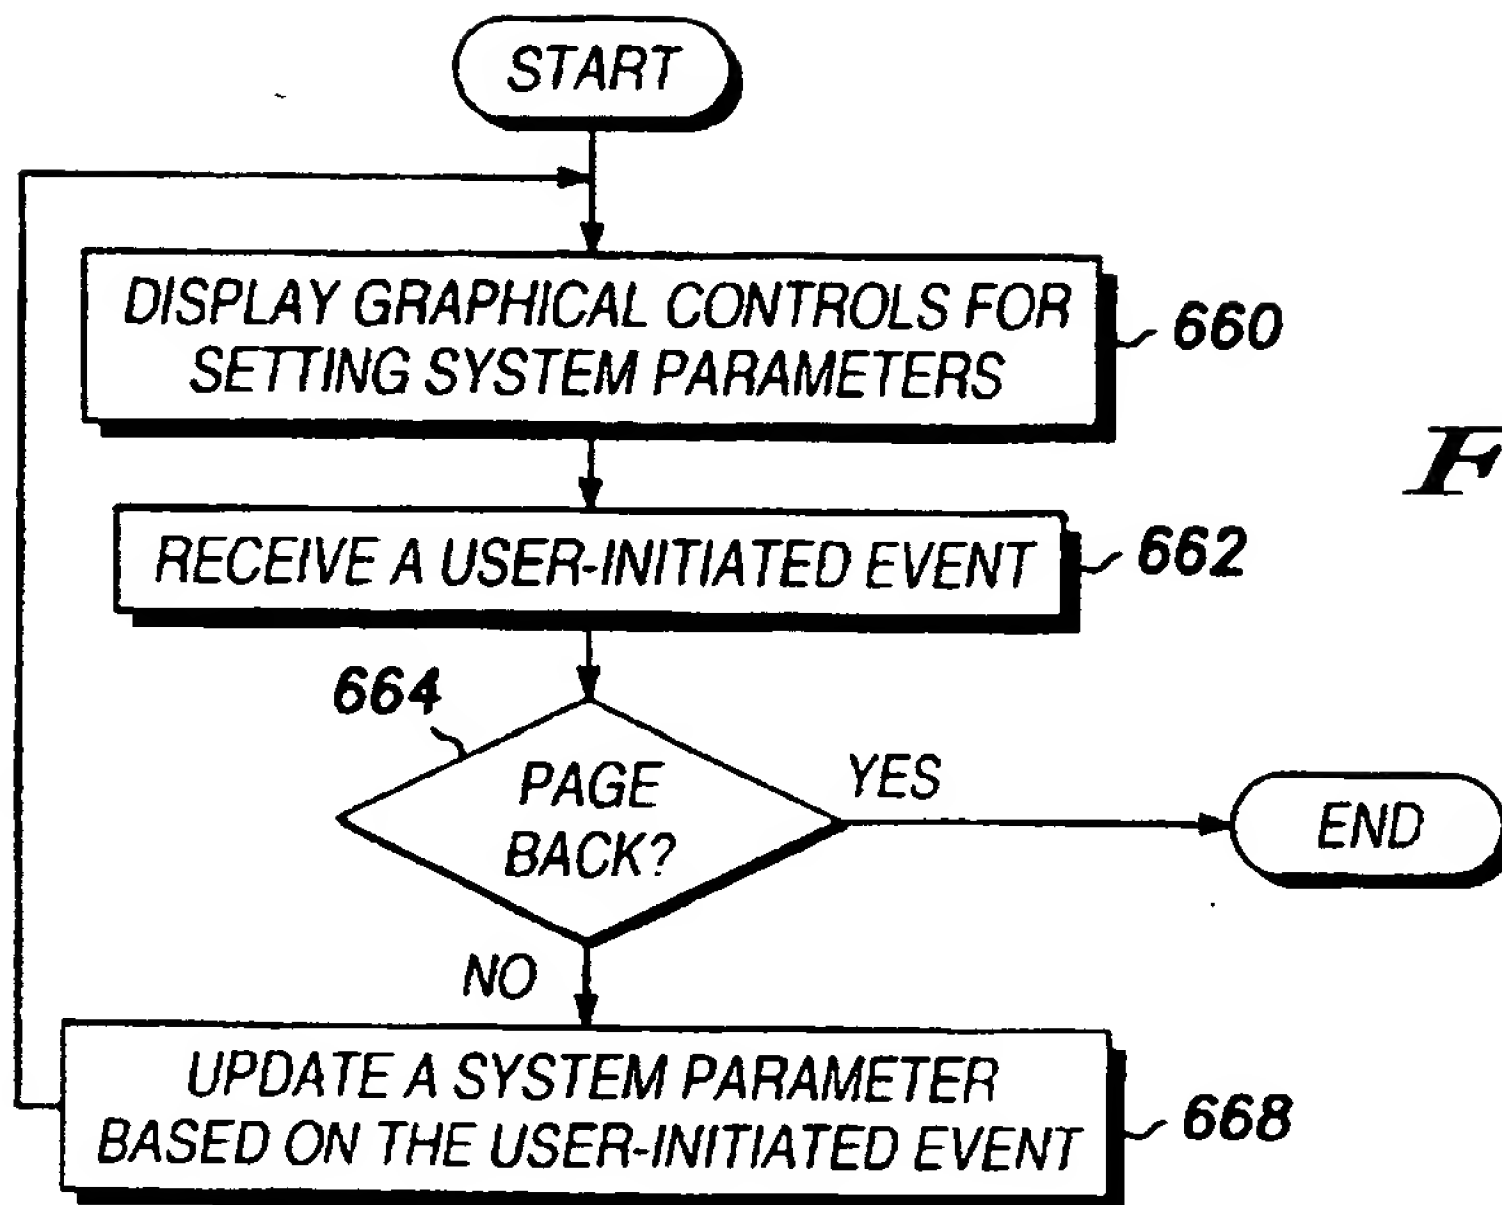 START
DISPLAY GRAPHICAL CONTROLS FOR
SETTING SYSTEM PARAMETERS
660
F
RECEIVE A USER-INITIATED EVENT
662
664
PAGE
BACK?
YES
END
NO
UPDATE A SYSTEM PARAMETER
BASED ON THE USER-INITIATED EVENT
668